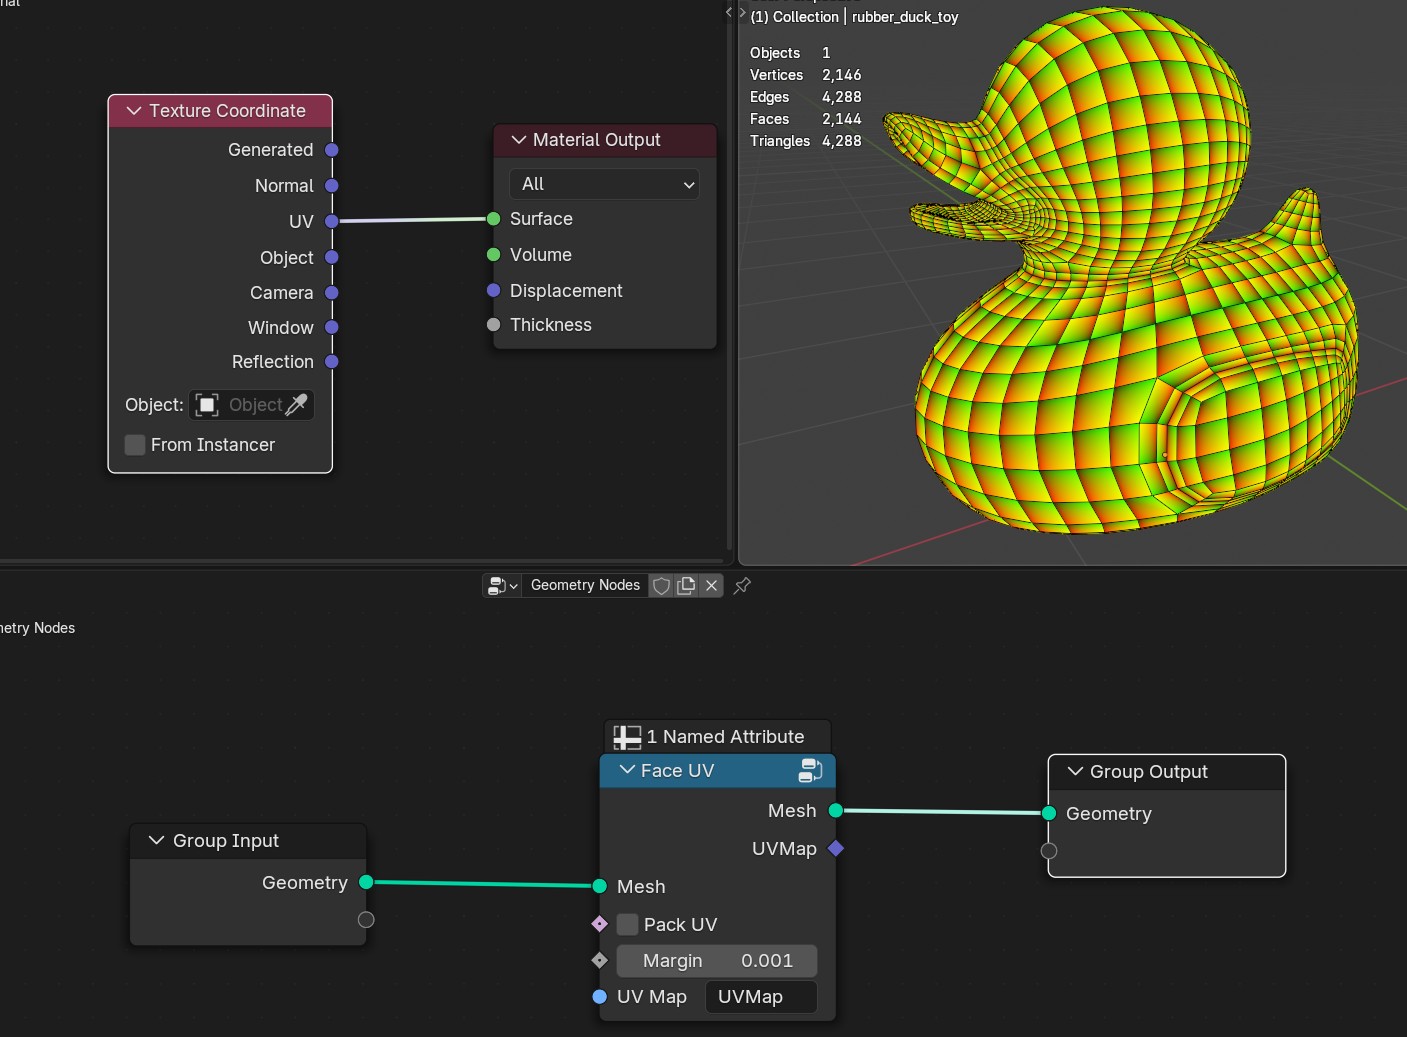 (1) Collection | rubber_duck_toy
Objects 1
Vertices 2,146
Edges 4,288
Faces 2,144
Triangles 4,288
Texture Coordinate
Generated
Normal
UV
Object
Camera
Window
Reflection
Object: Object
From Instancer
Material Output
All
Surface
Volume
Displacement
Thickness
Geometry Nodes
etry Nodes
Group Input
Geometry
1 Named Attribute
Face UV
Mesh
UVMap
Mesh
Pack UV
Margin 0.001
UV Map UVMap
Group Output
Geometry